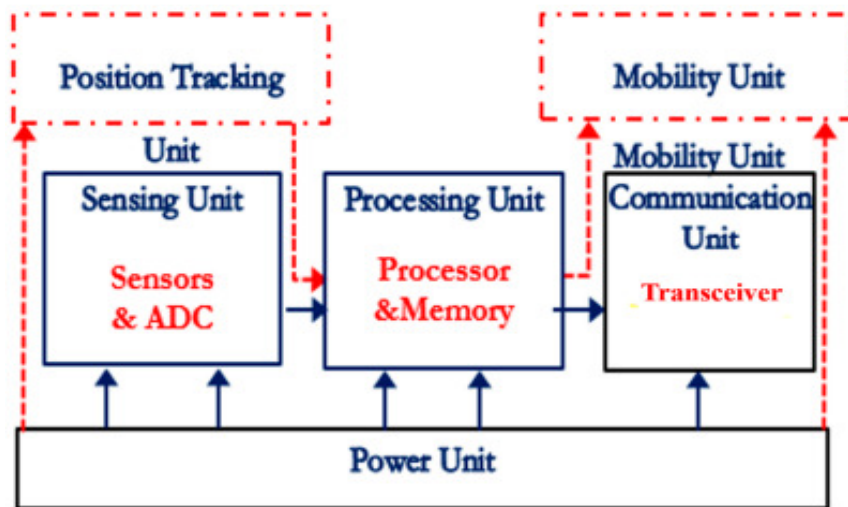 Position Tracking
Unit
Mobility Unit
Mobility Unit
Sensing Unit
Sensors
& ADC
Processing Unit
Processor
&Memory
Communication
Unit
Transceiver
Power Unit